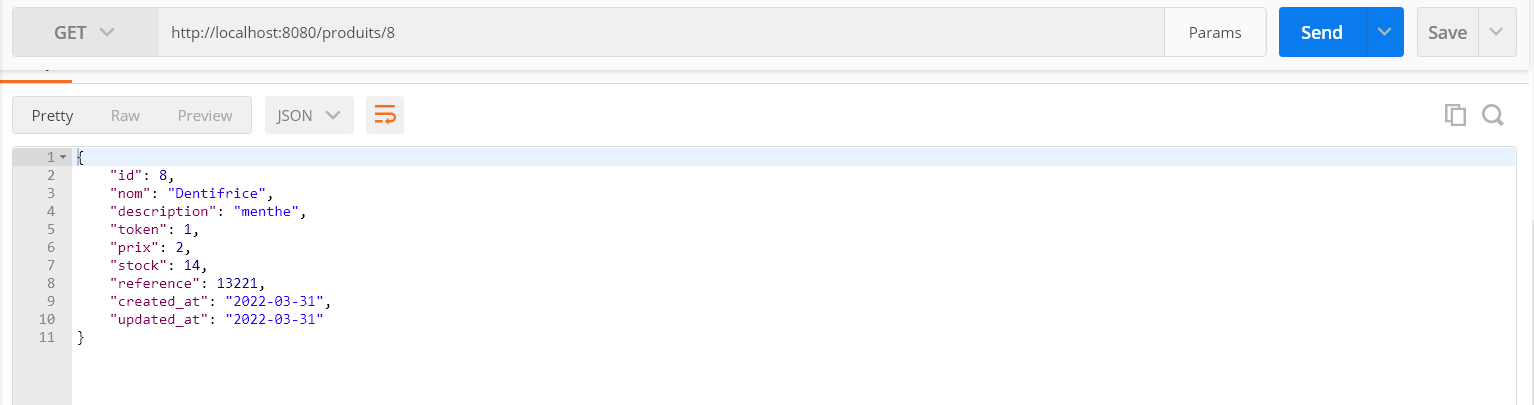 GET http://localhost:8080/produits/8 Params Send Save
Pretty Raw Preview JSON
1 {
2 "id": 8,
3 "nom": "Dentifrice",
4 "description": "menthe",
5 "token": 1,
6 "prix": 2,
7 "stock": 14,
8 "reference": 13221,
9 "created_at": "2022-03-31",
10 "updated_at": "2022-03-31"
11 }